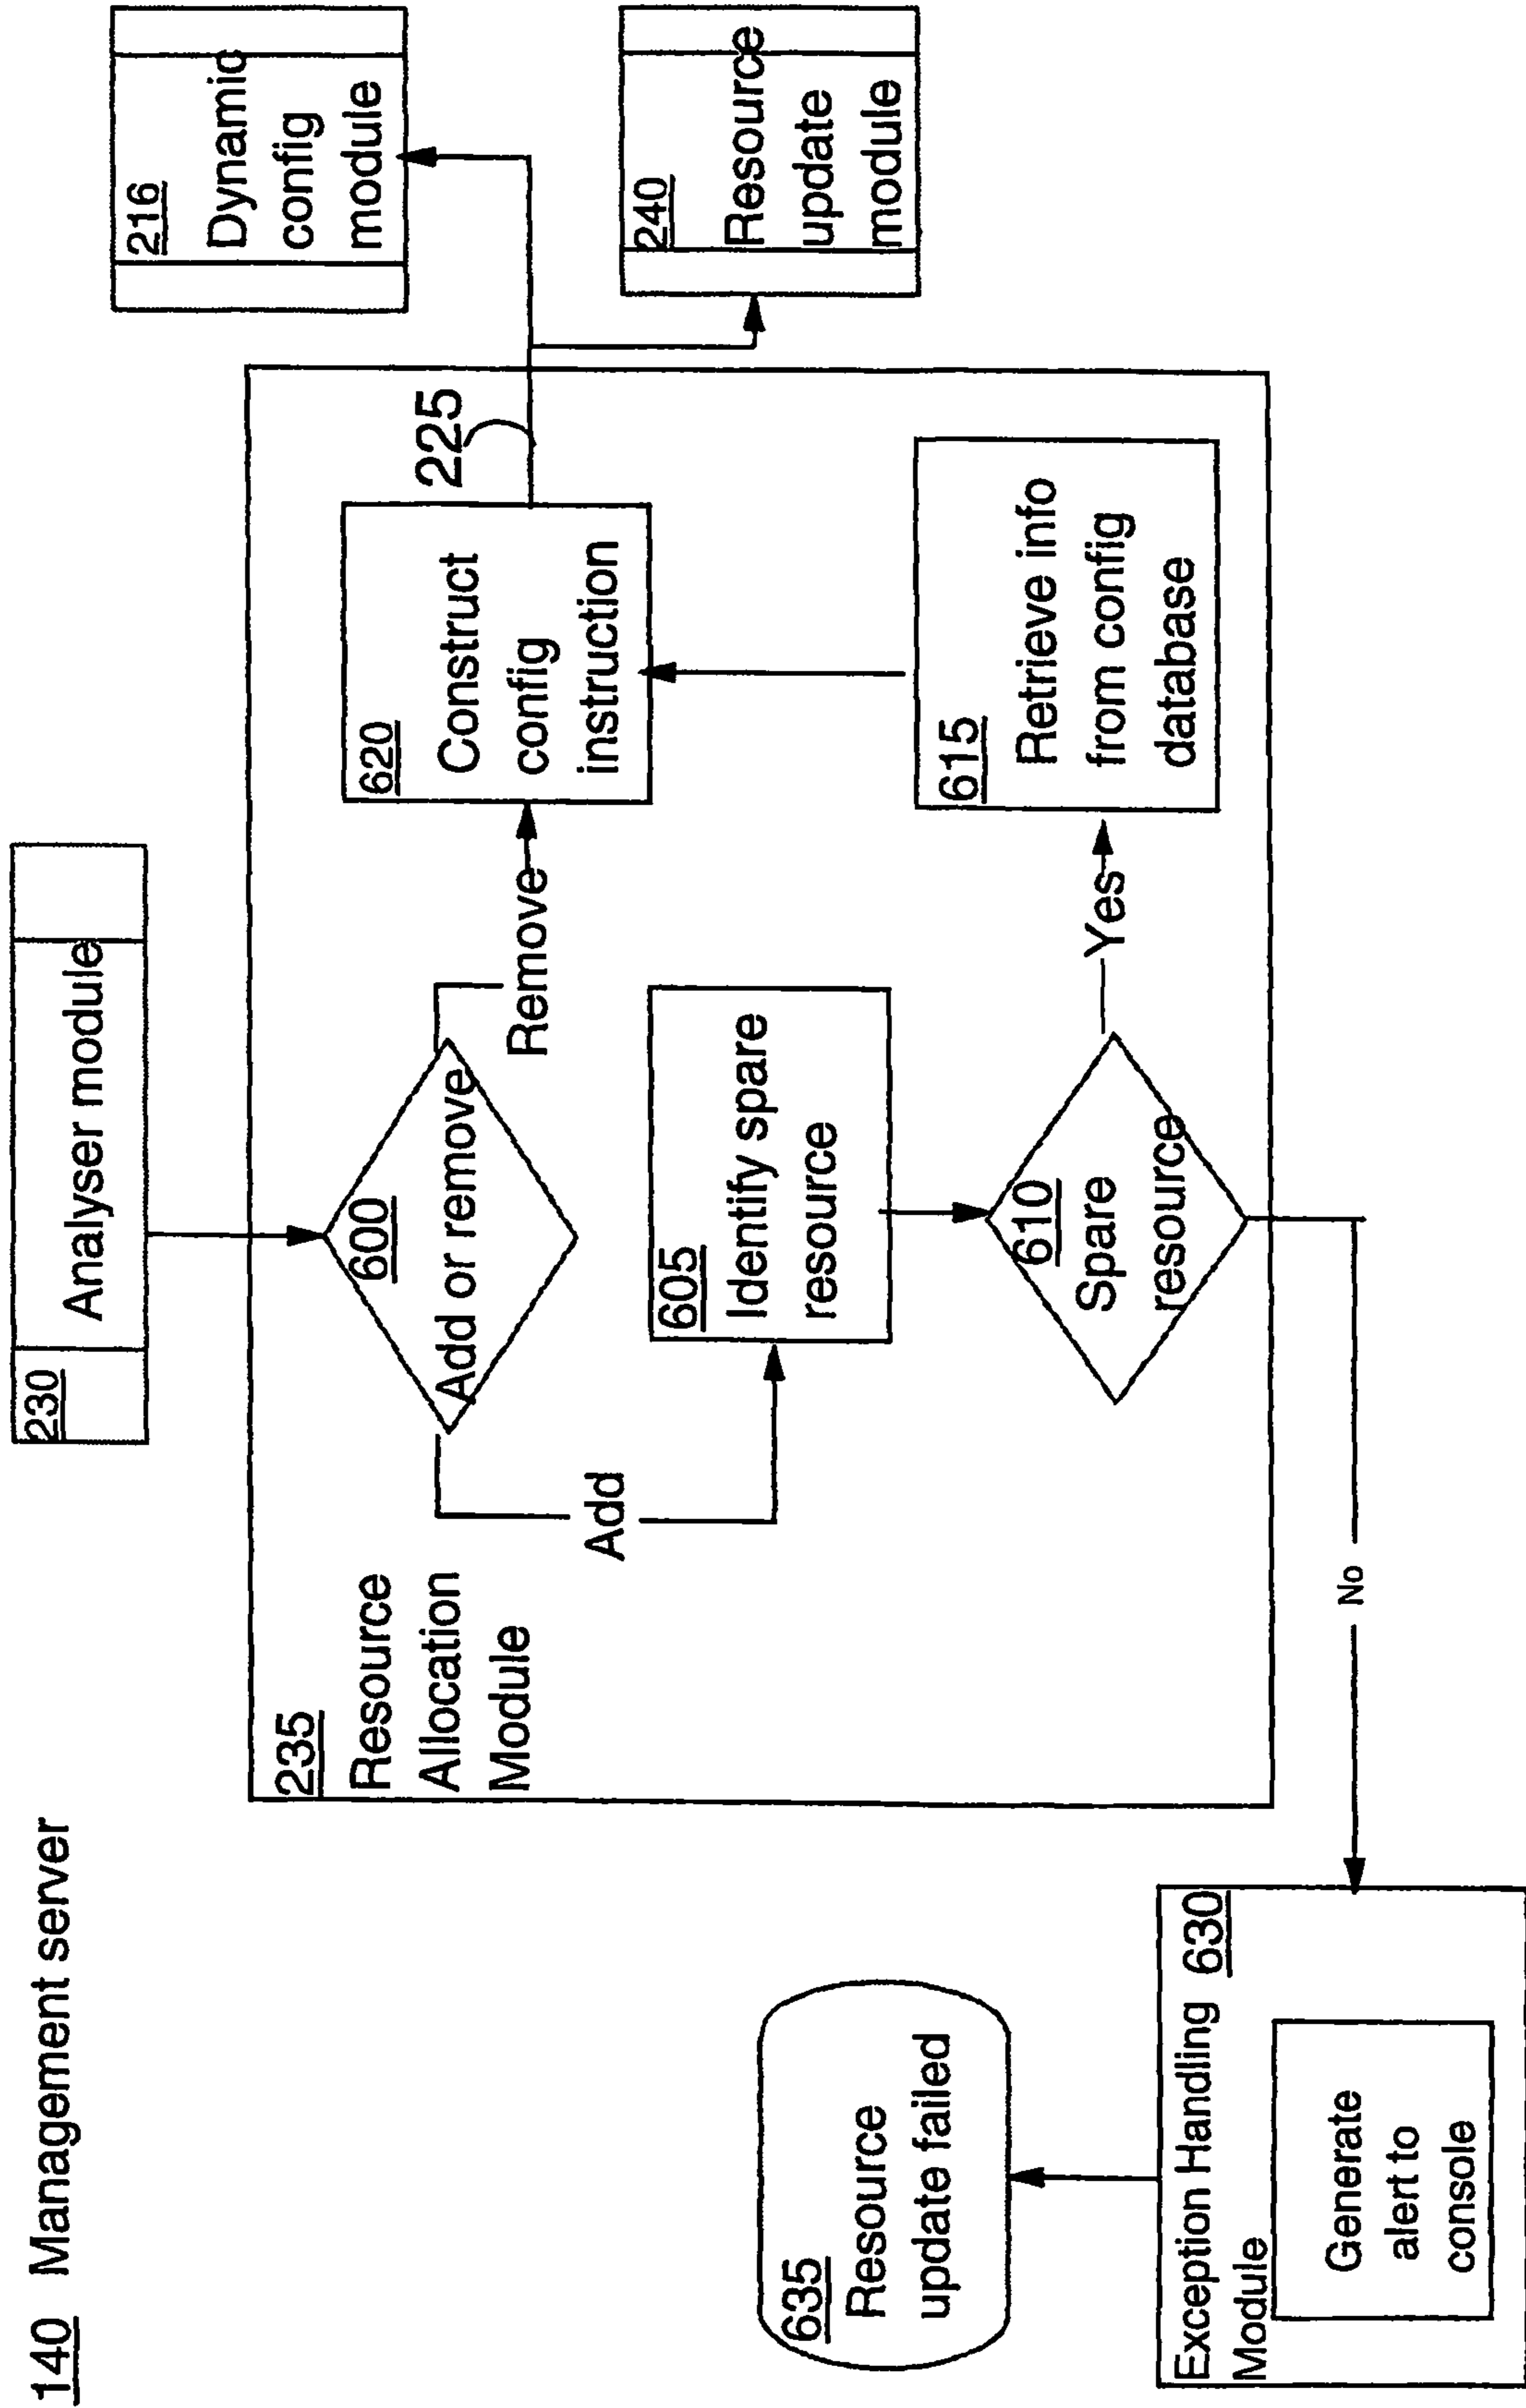 140 Management server
230
Analyser module
235
Resource
Allocation
Module
600
Add or remove
Remove
Add
620
Construct
config
instruction
225
216
Dynamic
config
module
240
Resource
update
module
605
Identify spare
resource
610
Spare
resource
Yes
615
Retrieve info
from config
database
No
635
Resource
update failed
Exception Handling 630
Module
Generate
alert to
console